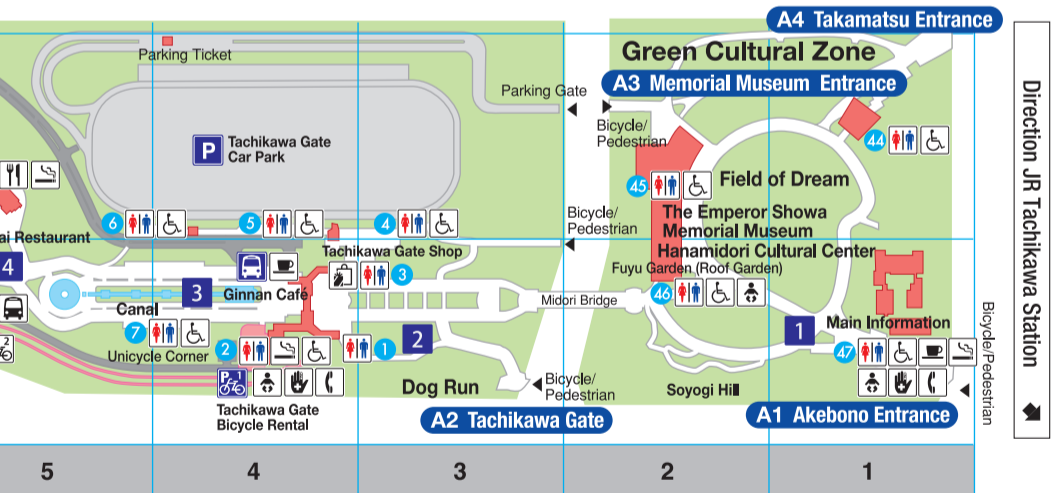 A4 Takamatsu Entrance
Green Cultural Zone
A3 Memorial Museum Entrance
Parking Ticket
Parking Gate
Bicycle/
Pedestrian
P
Tachikawa Gate
Car Park
44
45
Field of Dream
The Emperor Showa
Memorial Museum
Hanamidori Cultural Center
Fuyu Garden (Roof Garden)
46
Bicycle/
Pedestrian
6
5
4
ai Restaurant
Tachikawa Gate Shop
4
3
Ginnan Café
3
Canal
Midori Bridge
7
Unicycle Corner
2
1
2
1
Main Information
47
P 1
2
Tachikawa Gate
Bicycle Rental
Dog Run
Bicycle/
Pedestrian
Soyogi Hill
A2 Tachikawa Gate
A1 Akebono Entrance
Bicycle/Pedestrian
Direction JR Tachikawa Station
5
4
3
2
1